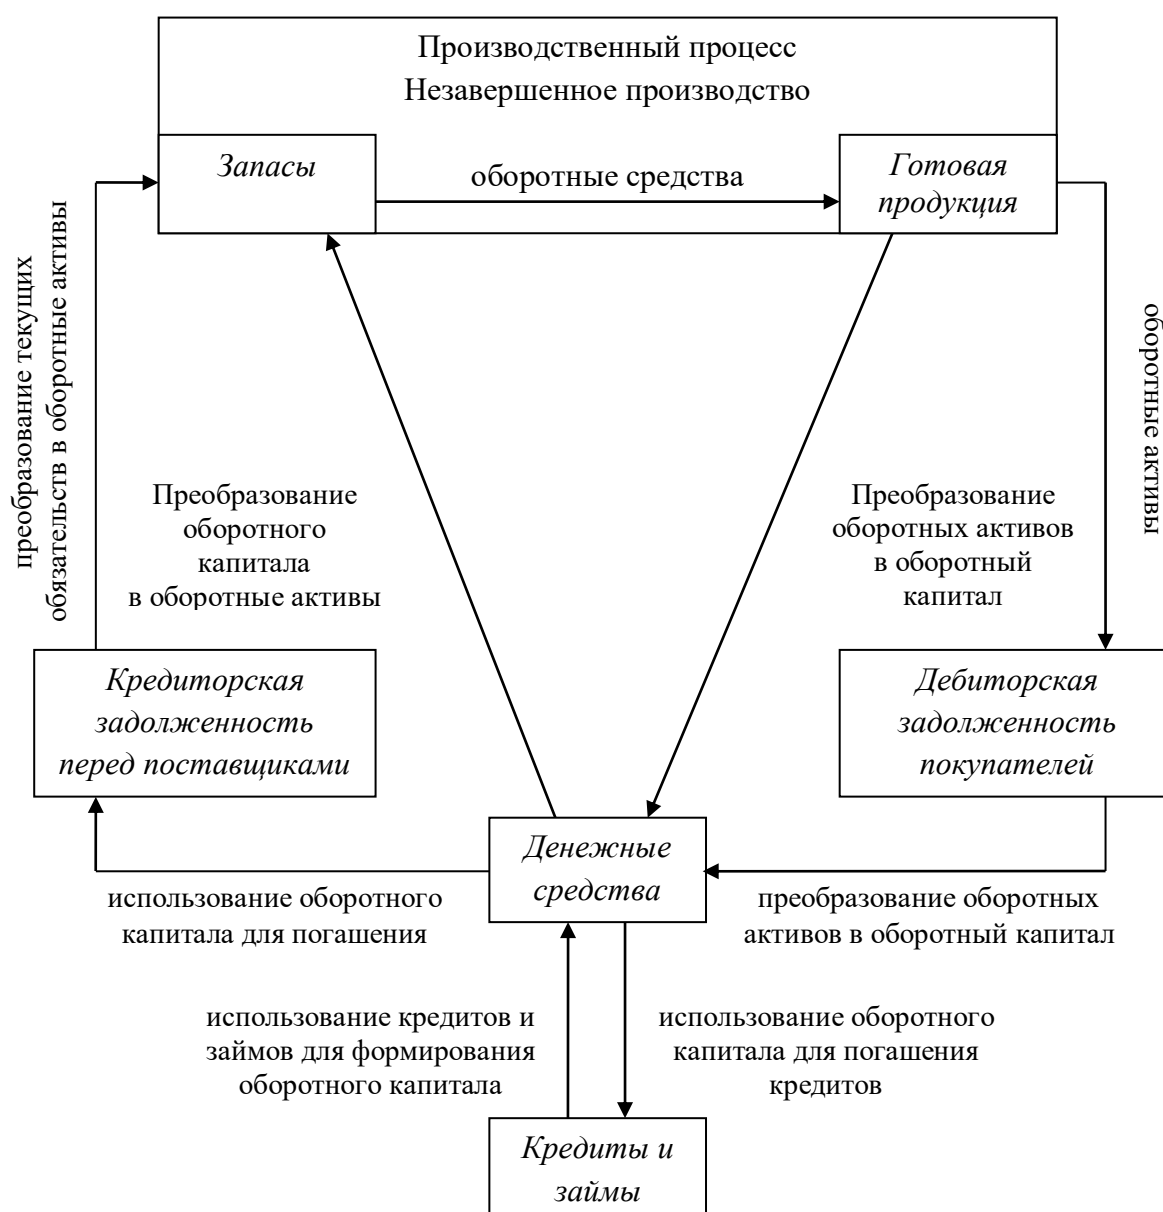 Производственный процесс
Незавершенное производство
Запасы
оборотные средства
Готовая
продукция
преобразование текущих
обязательств в оборотные активы
оборотные активы
Преобразование
оборотного
капитала
в оборотные активы
Преобразование
оборотных активов
в оборотный
капитал
Кредиторская
задолженность
перед поставщиками
Дебиторская
задолженность
покупателей
Денежные
средства
использование оборотного
капитала для погашения
преобразование оборотных
активов в оборотный капитал
использование кредитов и
займов для формирования
оборотного капитала
использование оборотного
капитала для погашения
кредитов
Кредиты и
займы